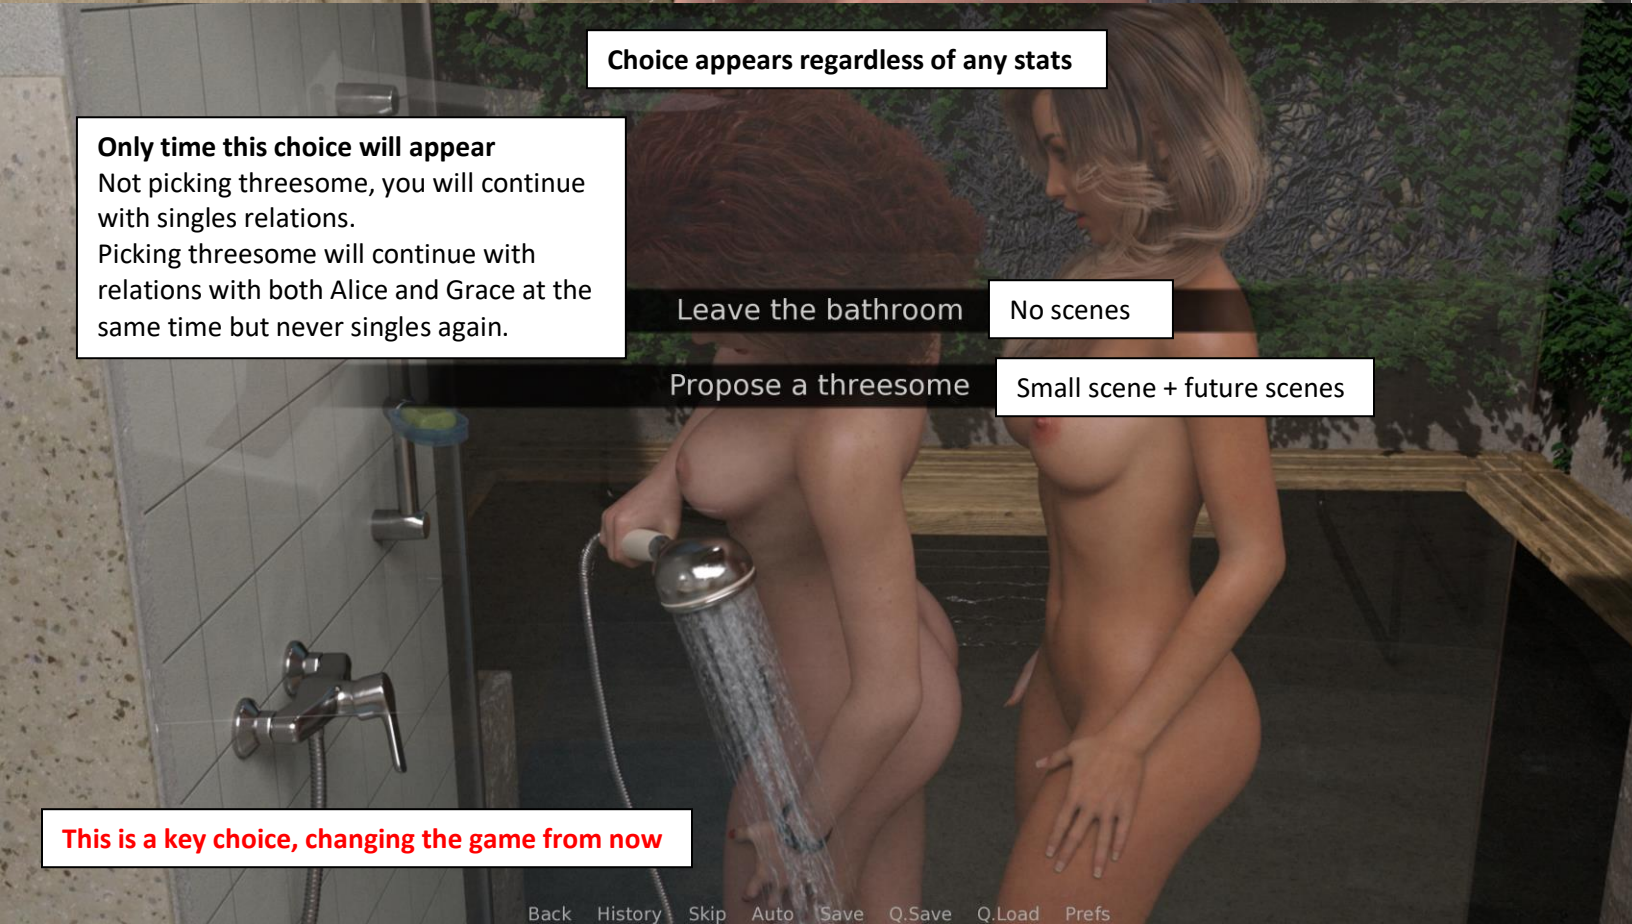 Choice appears regardless of any stats
Only time this choice will appear
Not picking threesome, you will continue
with singles relations.
Picking threesome will continue with
relations with both Alice and Grace at the
same time but never singles again.
Leave the bathroom
No scenes
Propose a threesome
Small scene + future scenes
This is a key choice, changing the game from now
Back History Skip Auto Save Q.Save Q.Load Prefs